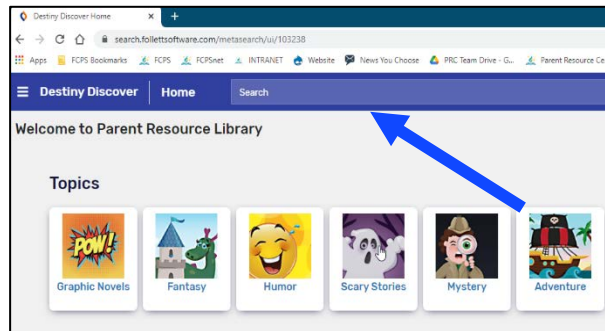 Destiny Discover Home
search.follettsoftware.com/metasearch/ui/103238
Apps FCPS Bookmarks FCPS FCPSnet INTRANET Website News You Choose PRC Team Drive - G... Parent Resource Ce
Destiny Discover Home Search
Welcome to Parent Resource Library
Topics
POW!
Graphic Novels Fantasy Humor Scary Stories Mystery Adventure